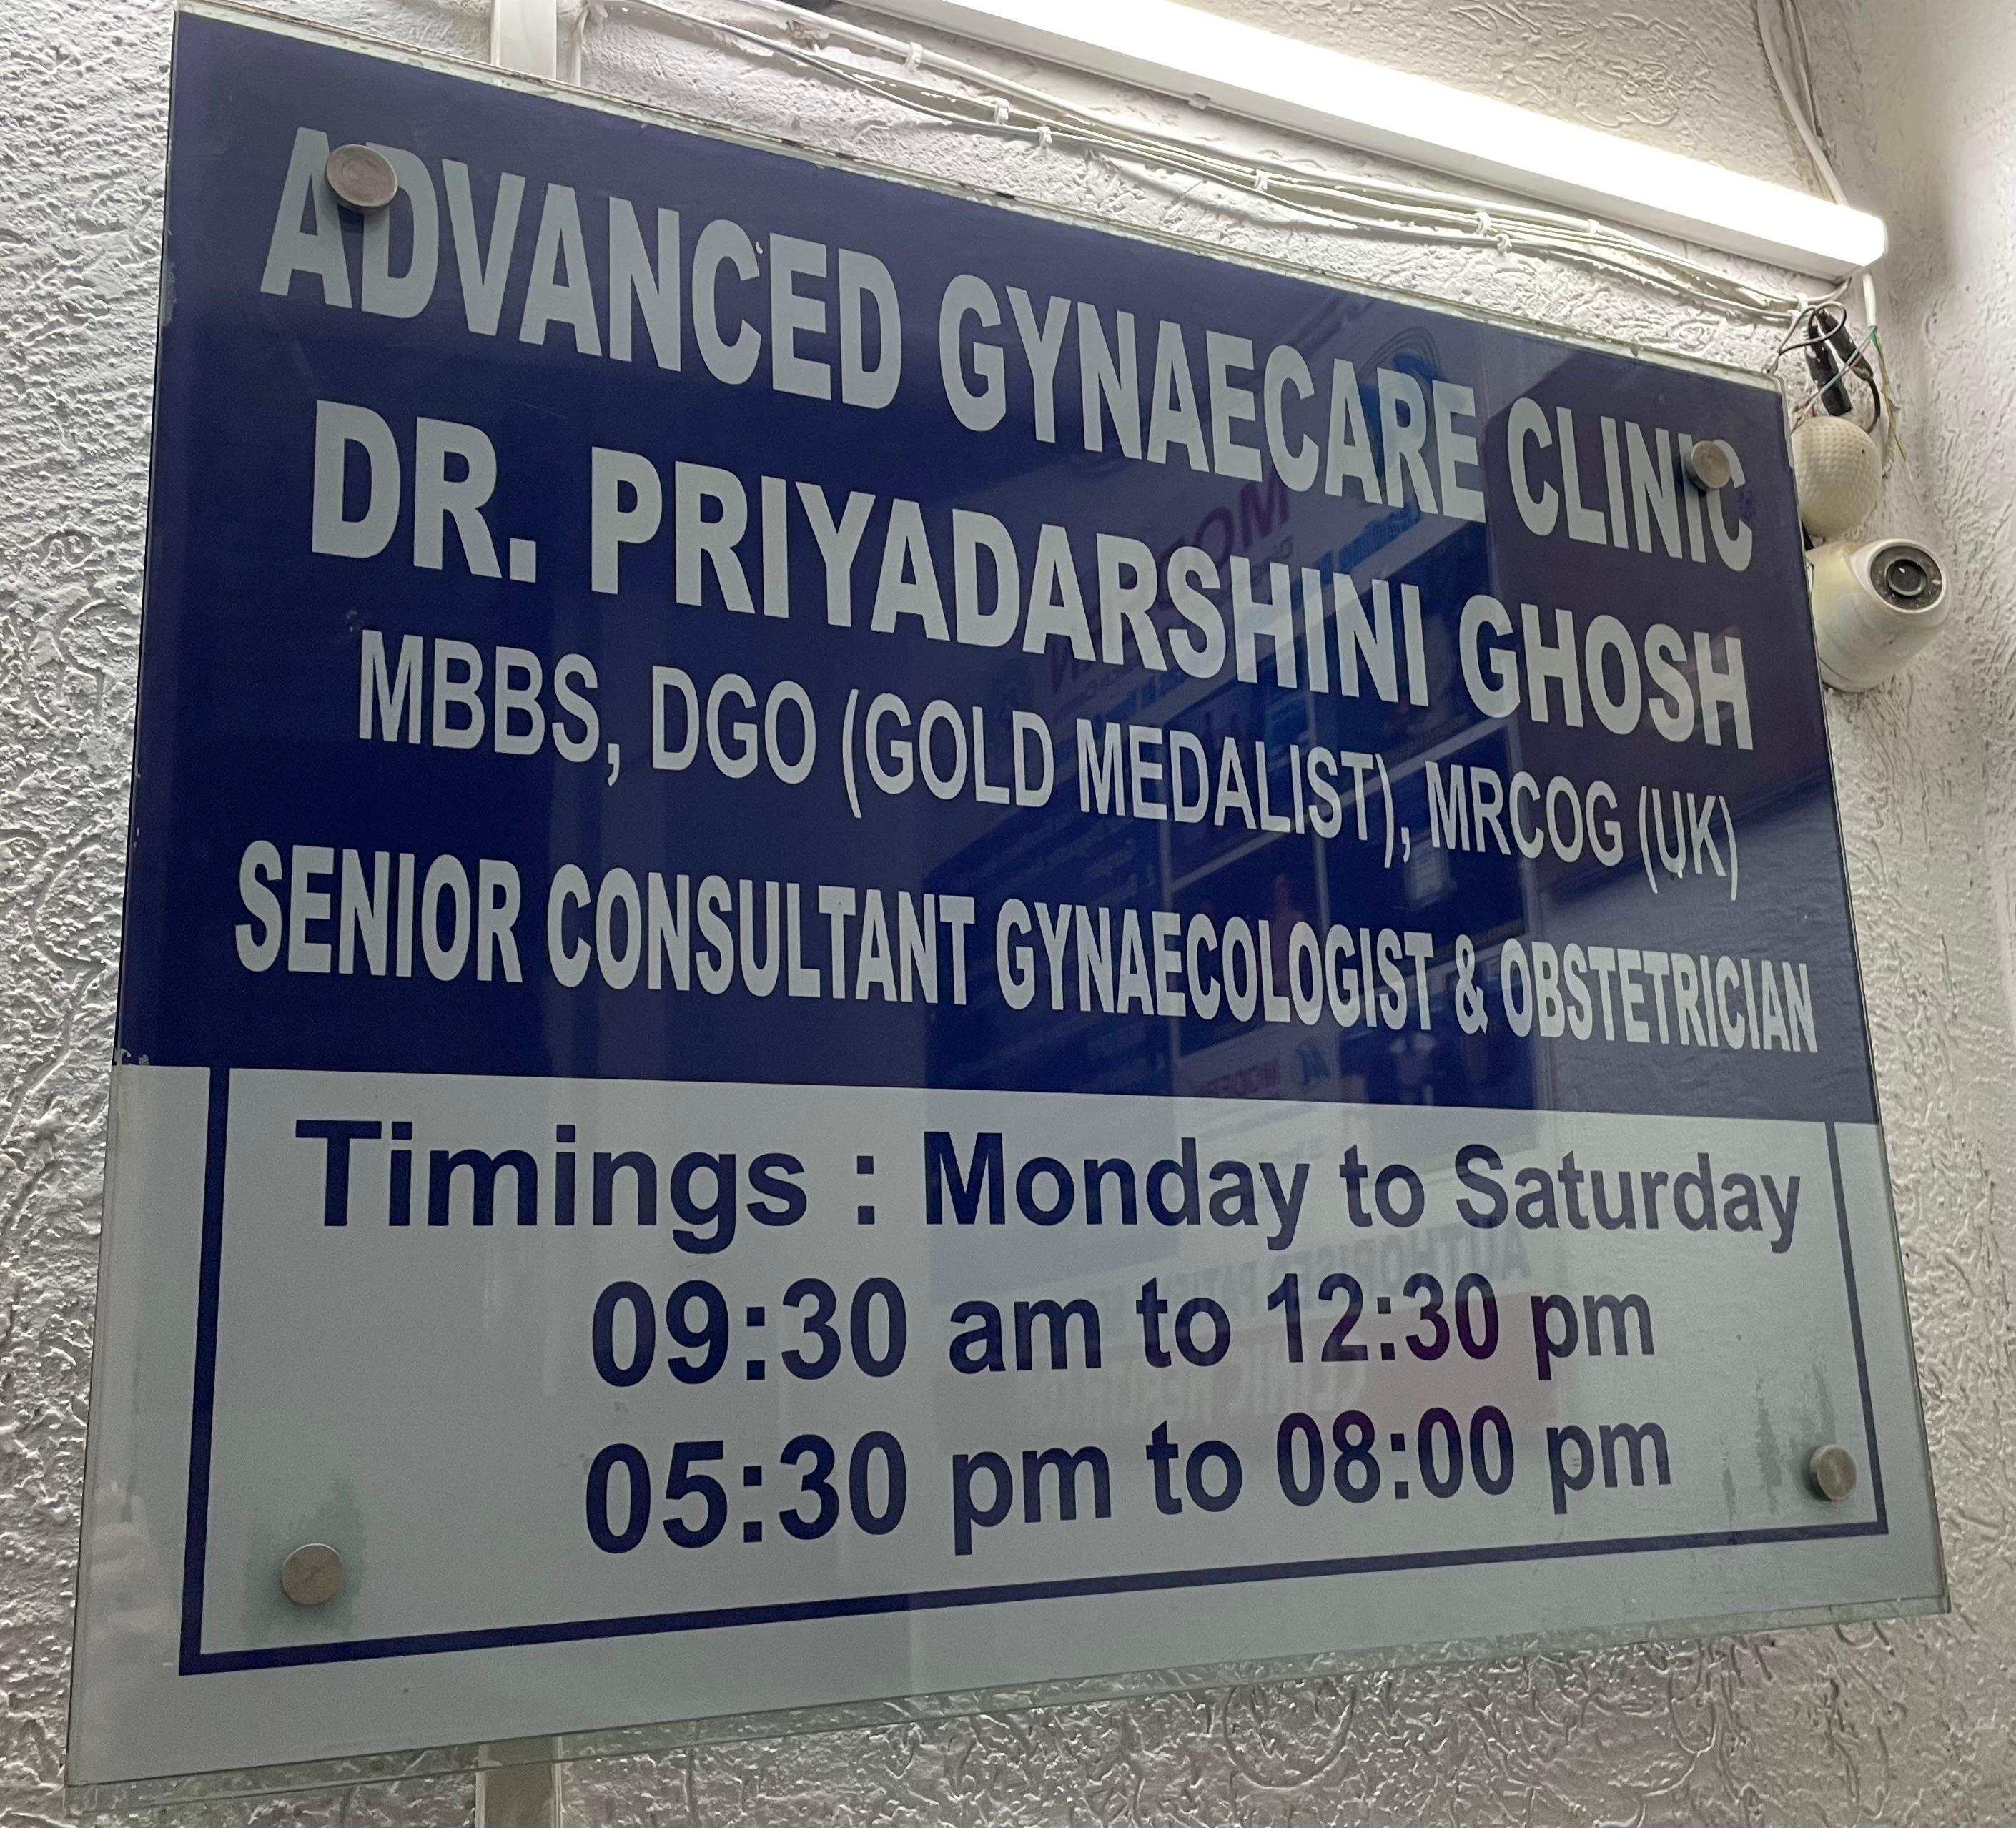 ADVANCED GYNAECARE CLINIC
DR. PRIYADARSHINI GHOSH
MBBS, DGO (GOLD MEDALIST), MRCOG (UK)
SENIOR CONSULTANT GYNAECOLOGIST & OBSTETRICIAN
Timings : Monday to Saturday
09:30 am to 12:30 pm
05:30 pm to 08:00 pm